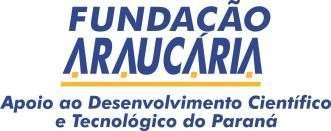 FUNDAÇÃO
ARAUCÁRIA
Apoio ao Desenvolvimento Científico
e Tecnológico do Paraná